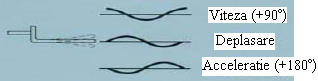 Viteza (+90°)
Deplasare
Acceleratie (+180°)